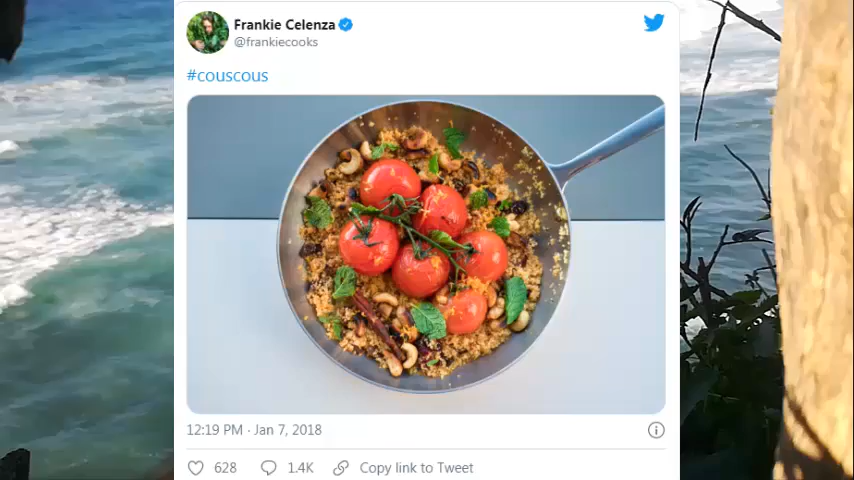 Frankie Celenza
@frankiecooks
#couscous
12:19 PM · Jan 7, 2018
628 1.4K Copy link to Tweet